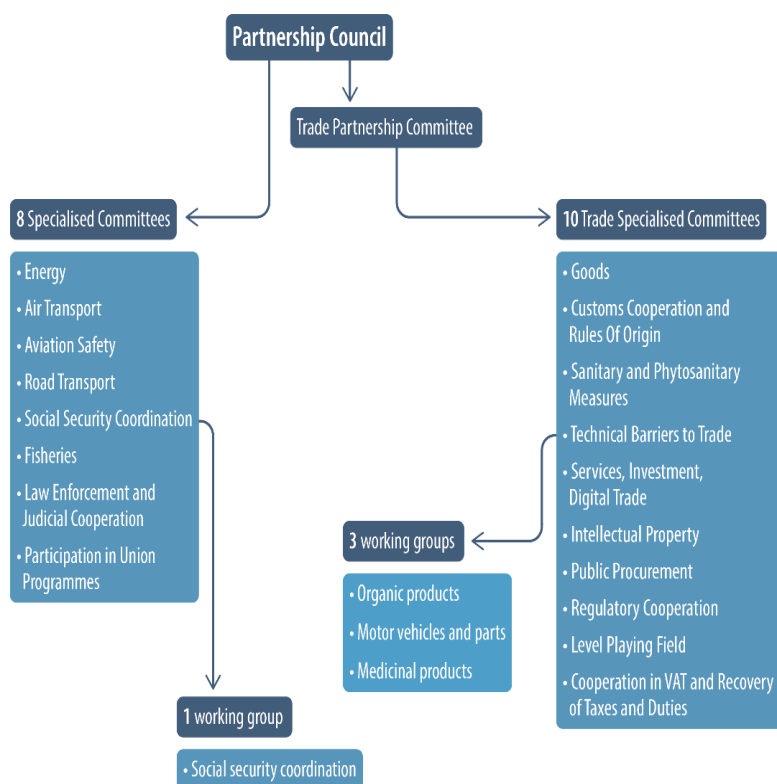 Partnership Council
Trade Partnership Committee
8 Specialised Committees
• Energy
• Air Transport
• Aviation Safety
• Road Transport
• Social Security Coordination
• Fisheries
• Law Enforcement and
Judicial Cooperation
• Participation in Union
Programmes
10 Trade Specialised Committees
• Goods
• Customs Cooperation and
Rules Of Origin
• Sanitary and Phytosanitary
Measures
• Technical Barriers to Trade
• Services, Investment,
Digital Trade
• Intellectual Property
• Public Procurement
• Regulatory Cooperation
• Level Playing Field
• Cooperation in VAT and Recovery
of Taxes and Duties
3 working groups
• Organic products
• Motor vehicles and parts
• Medicinal products
1 working group
• Social security coordination